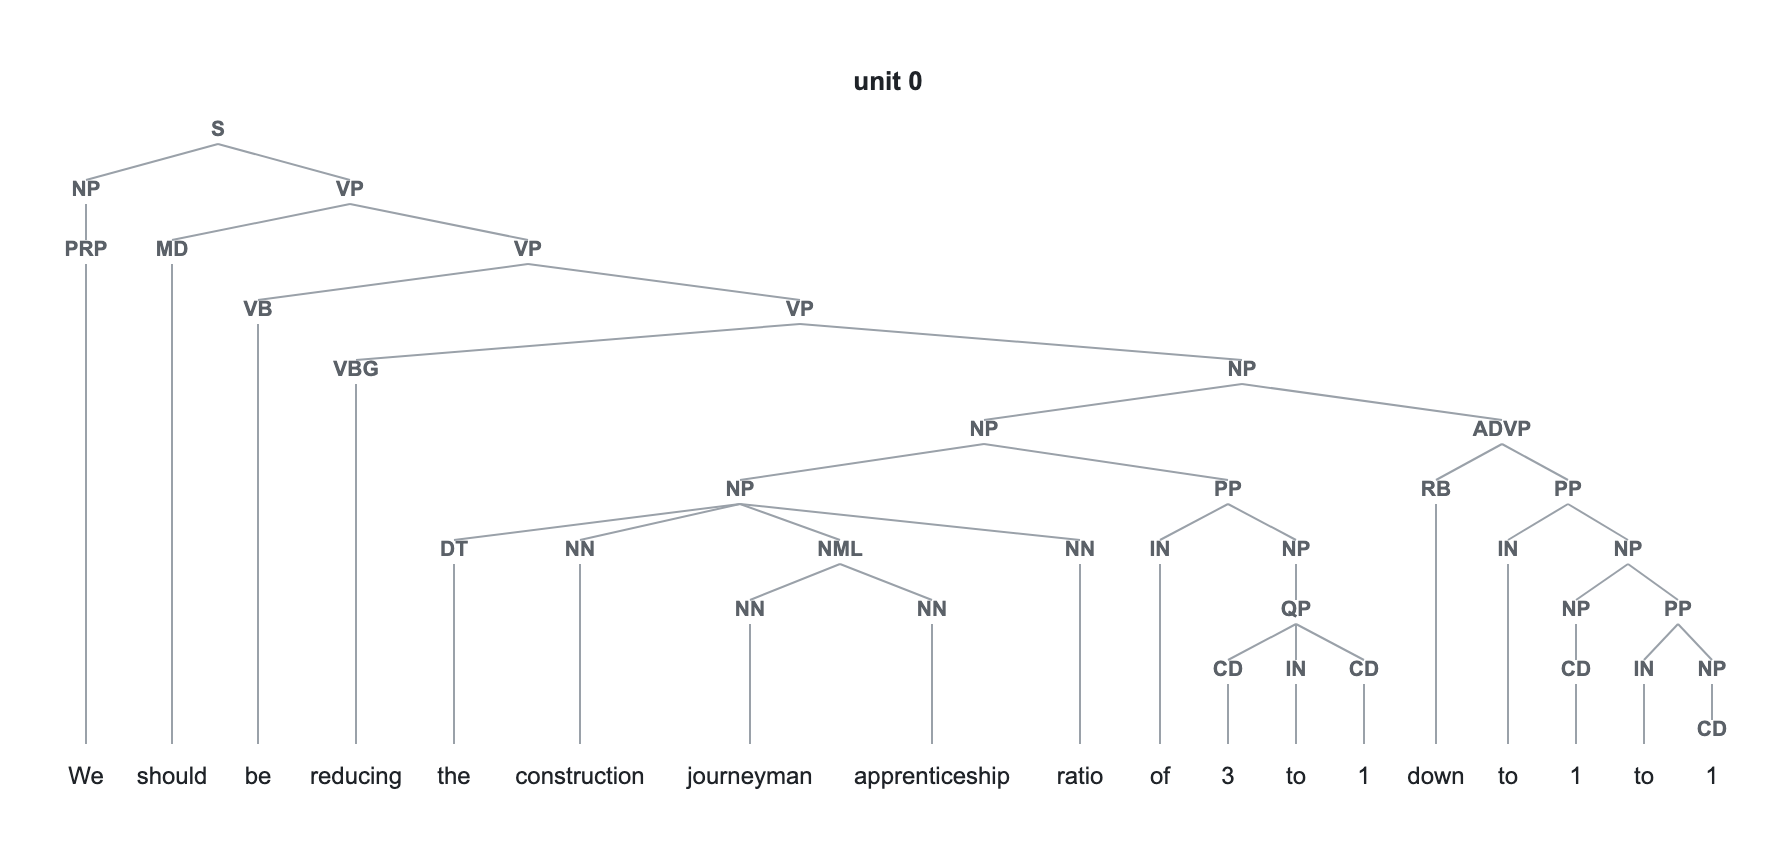 unit 0
S
NP VP
PRP MD VP
VB VP
VBG NP
NP ADVP
NP PP RB PP
DT NN NML NN IN NP IN NP
NN NN QP NP PP
CD IN CD CD IN NP
CD
We should be reducing the construction journeyman apprenticeship ratio of 3 to 1 down to 1 to 1